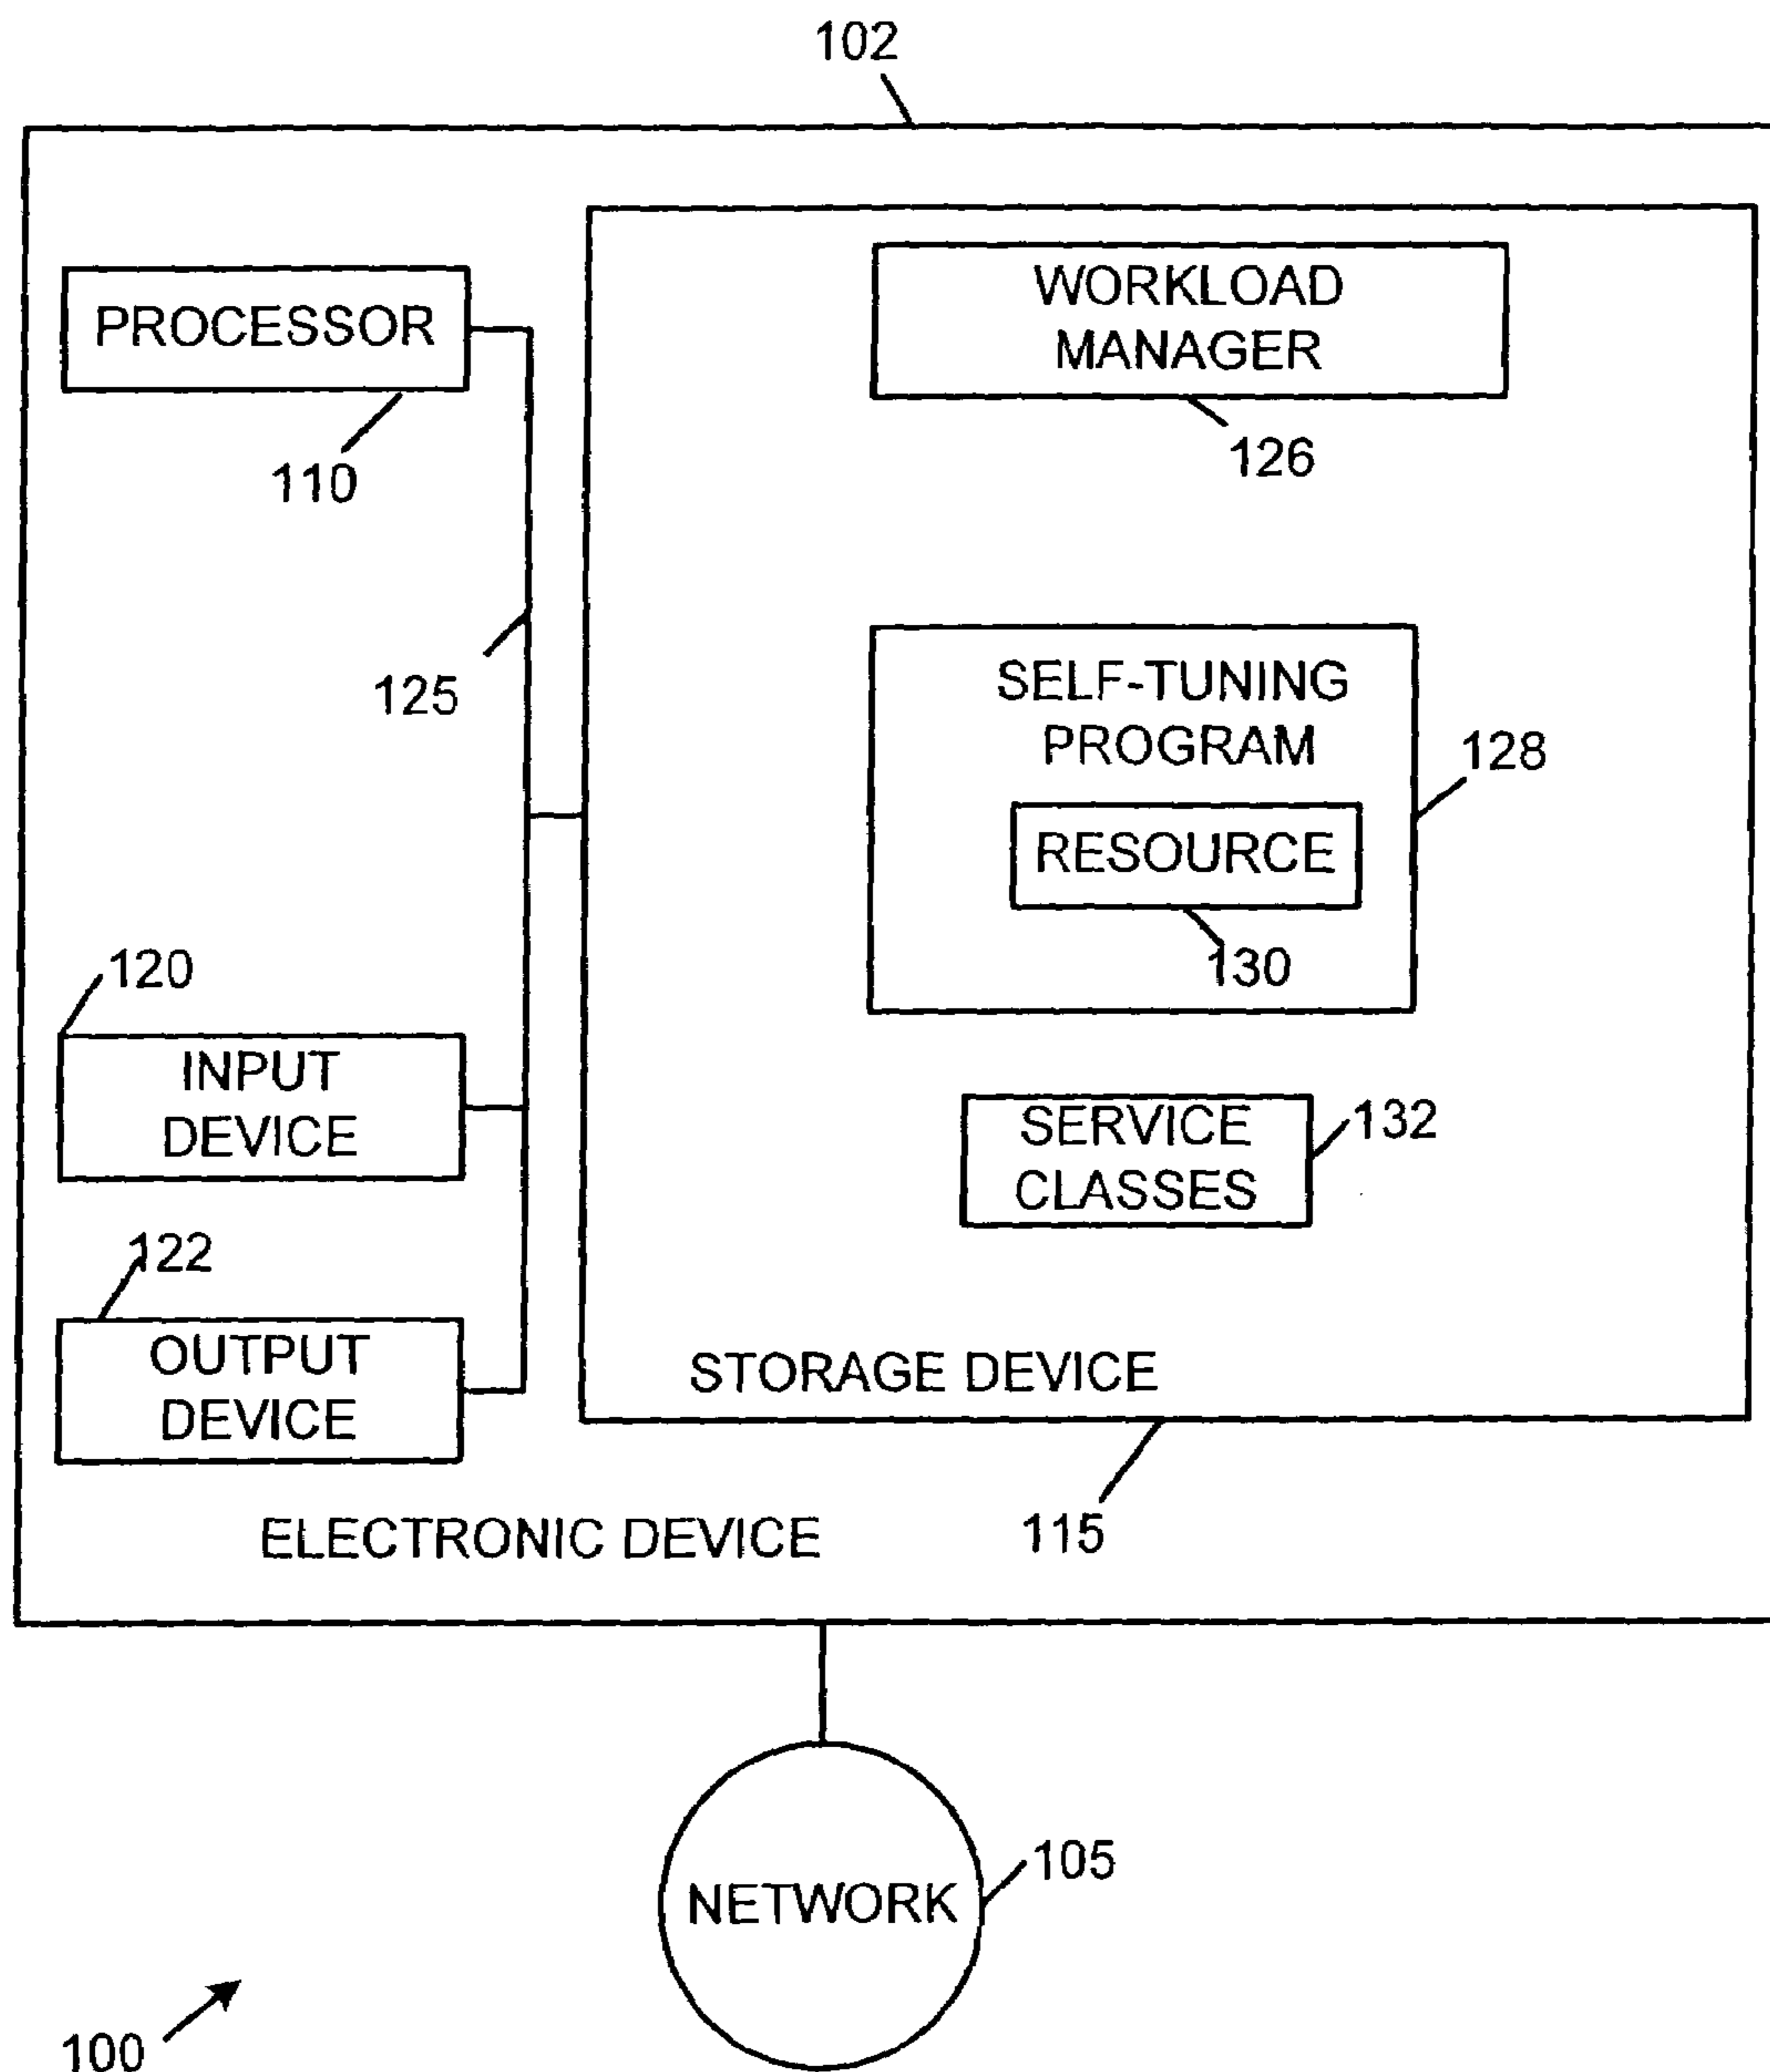 102
PROCESSOR
110
125
WORKLOAD
MANAGER
126
SELF-TUNING
PROGRAM
128
RESOURCE
130
120
INPUT
DEVICE
SERVICE
CLASSES
132
122
OUTPUT
DEVICE
STORAGE DEVICE
115
ELECTRONIC DEVICE
NETWORK
105
100